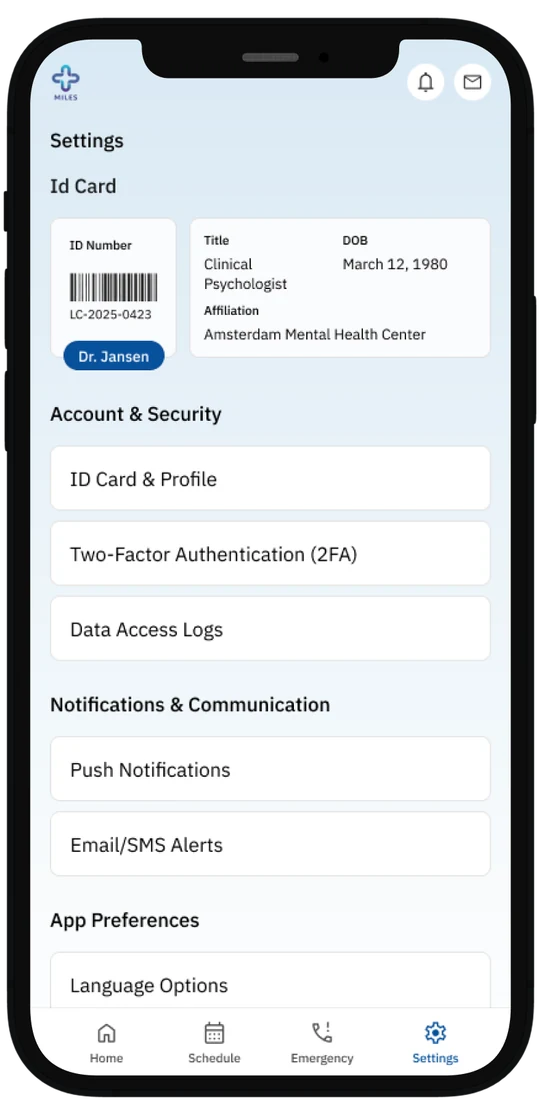 MILES
Settings
Id Card
ID Number
LC-2025-0423
Dr. Jansen
Title
Clinical
Psychologist
DOB
March 12, 1980
Affiliation
Amsterdam Mental Health Center
Account & Security
ID Card & Profile
Two-Factor Authentication (2FA)
Data Access Logs
Notifications & Communication
Push Notifications
Email/SMS Alerts
App Preferences
Language Options
Home
Schedule
Emergency
Settings